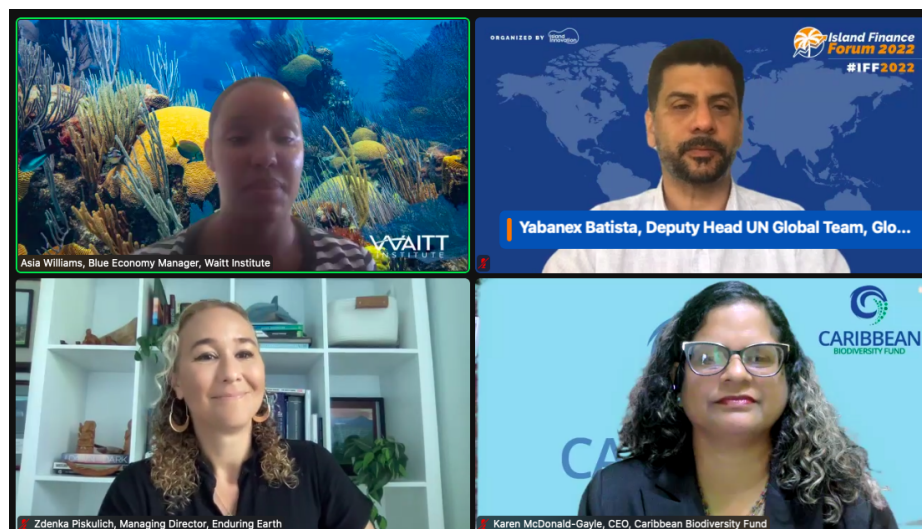 WAITT
INSTITUTE
Asia Williams, Blue Economy Manager, Waitt Institute
ORGANIZED BY Island Innovation
Island Finance
Forum 2022
#IFF2022
Yabanex Batista, Deputy Head UN Global Team, Glo...
Zdenka Piskulich, Managing Director, Enduring Earth
CARIBBEAN
BIODIVERSITY FUND
CA
Karen McDonald-Gayle, CEO, Caribbean Biodiversity Fund